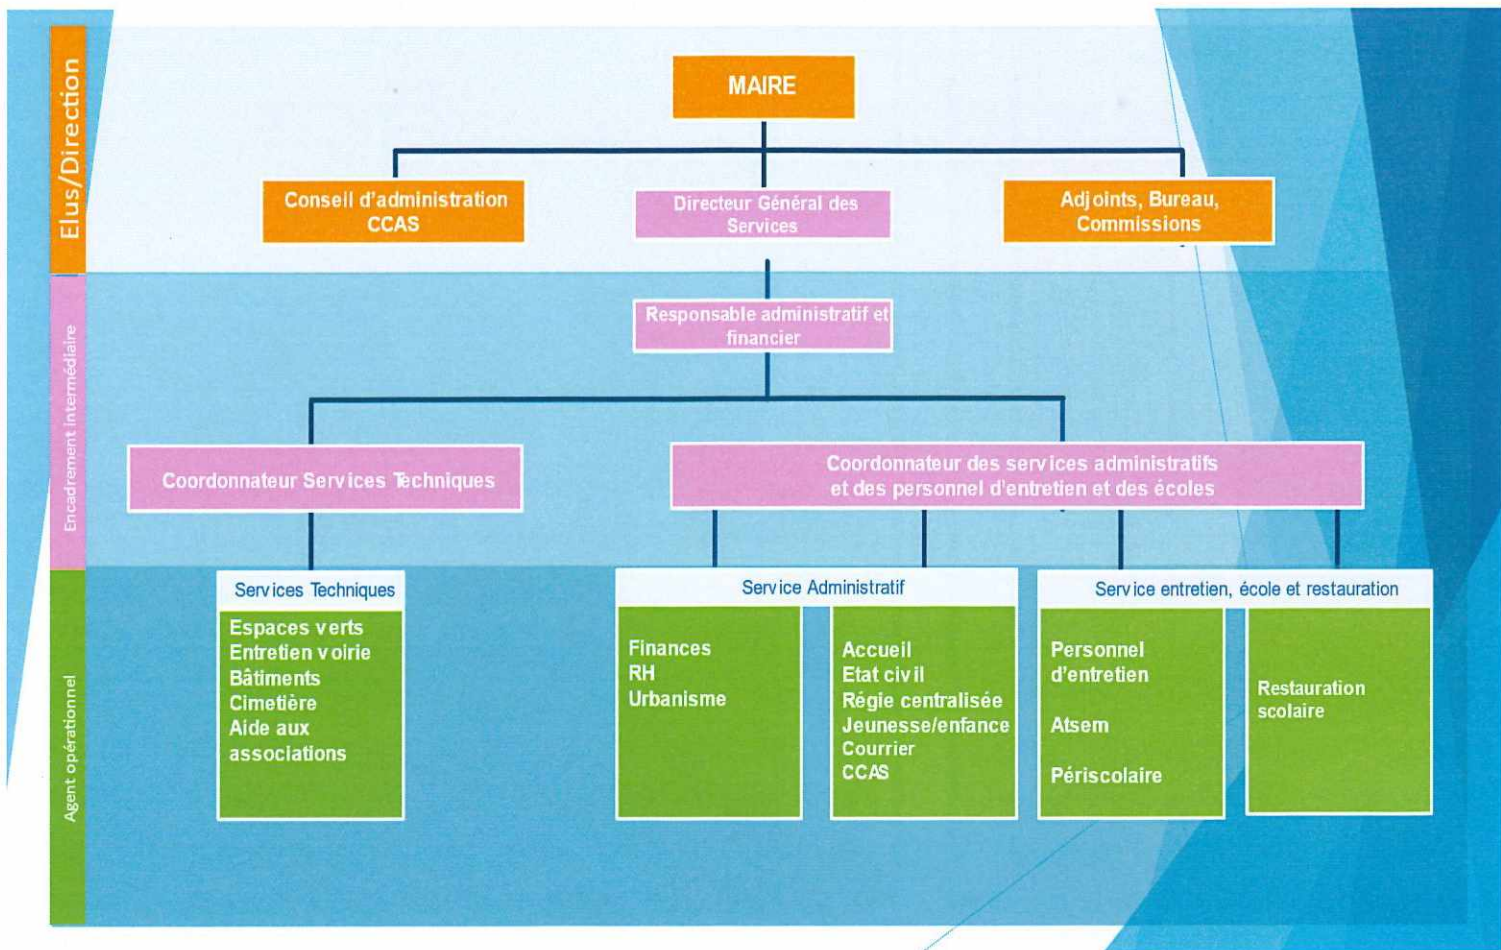 Elus/Direction
MAIRE
Conseil d'administration
CCAS
Directeur Général des
Services
Adjoints, Bureau,
Commissions
Encadrement intermédiaire
Responsable administratif et
financier
Coordonnateur Services Techniques
Coordonnateur des services administratifs
et des personnel d'entretien et des écoles
Agent opérationnel
Services Techniques
Espaces verts
Entretien voirie
Bâtiments
Cimetière
Aide aux
associations
Service Administratif
Finances
RH
Urbanisme
Accueil
Etat civil
Régie centralisée
Jeunesse/enfance
Courrier
CCAS
Service entretien, école et restauration
Personnel
d'entretien
Atsem
Périscolaire
Restauration
scolaire